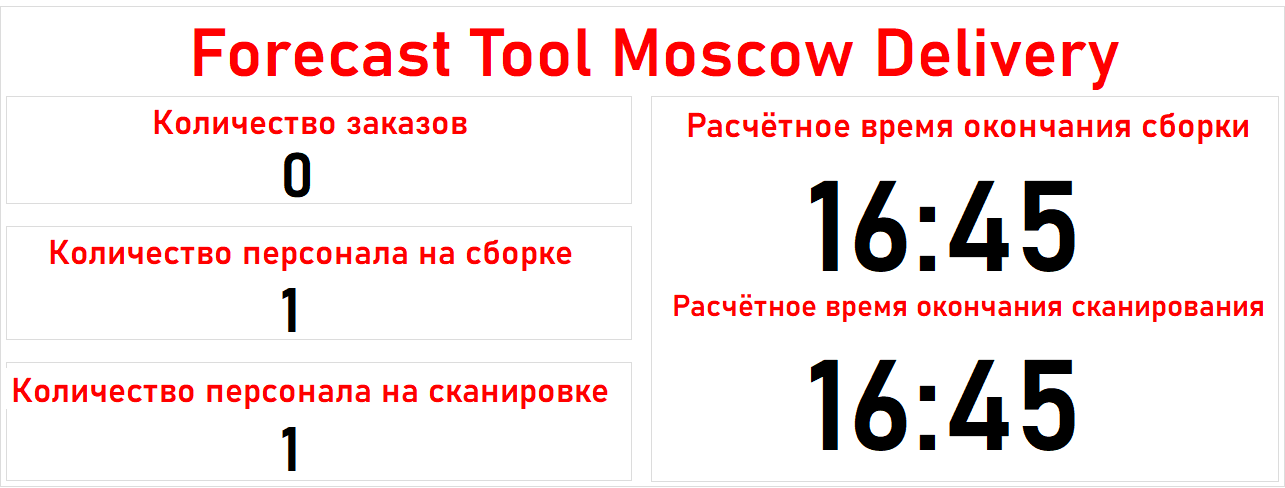 Forecast Tool Moscow Delivery
Количество заказов
0
Количество персонала на сборке
1
Количество персонала на сканировке
1
Расчётное время окончания сборки
16:45
Расчётное время окончания сканирования
16:45